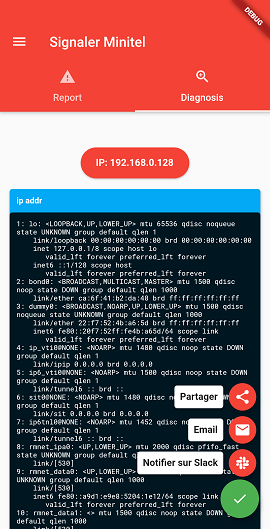 DEBUG
Signaler Minitel
Report
Diagnosis
IP: 192.168.0.128
ip addr
1: lo: <LOOPBACK,UP,LOWER_UP> mtu 65536 qdisc noqueue
state UNKNOWN group default qlen 1
link/loopback 00:00:00:00:00:00 brd 00:00:00:00:00:00
inet 127.0.0.1/8 scope host lo
valid_lft forever preferred_lft forever
inet6 ::1/128 scope host
valid_lft forever preferred_lft forever
2: bond0: <BROADCAST,MULTICAST,MASTER> mtu 1500 qdisc
noop state DOWN group default qlen 1000
link/ether ca:6f:41:b2:da:48 brd ff:ff:ff:ff:ff:ff
3: dummy0: <BROADCAST,NOARP,UP,LOWER_UP> mtu 1500 qdisc
noqueue state UNKNOWN group default qlen 1000
link/ether 22:f7:52:4b:a6:5d brd ff:ff:ff:ff:ff:ff
inet6 fe80::20f7:52ff:fe4b:a65d/64 scope link
valid_lft forever preferred_lft forever
4: ip_vti0@NONE: <NOARP> mtu 1480 qdisc noop state DOWN
group default qlen 1
link/ipip 0.0.0.0 brd 0.0.0.0
5: ip6_vti0@NONE: <NOARP> mtu 1500 qdisc noop state
DOWN group default qlen 1
link/tunnel6 :: brd ::
6: sit0@NONE: <NOARP> mtu 1480 qdisc noop
group default qlen 1
link/sit 0.0.0.0 brd 0.0.0.0
7: ip6tnl0@NONE: <NOARP> mtu 1452 qdisc noop
DOWN group default qlen 1
link/tunnel6 :: brd ::
8: rmnet_ipa0: <UP,LOWER_UP> mtu 2000 qdisc pfifo_fast
state UNKNOWN group default qlen 1000
link/[530]
9: rmnet_data0: <UP,LOWER_UP>
state UNKNOWN group default qlen
link/[530]
inet6 fe80::a9d1:e9e8:5204:1e12/64 scope
valid_lft forever preferred_lft
10: rmnet_data1: <> mtu 1500 qdisc noop state DOWN
group default qlen 1000
Partager
Email
Notifier sur Slack